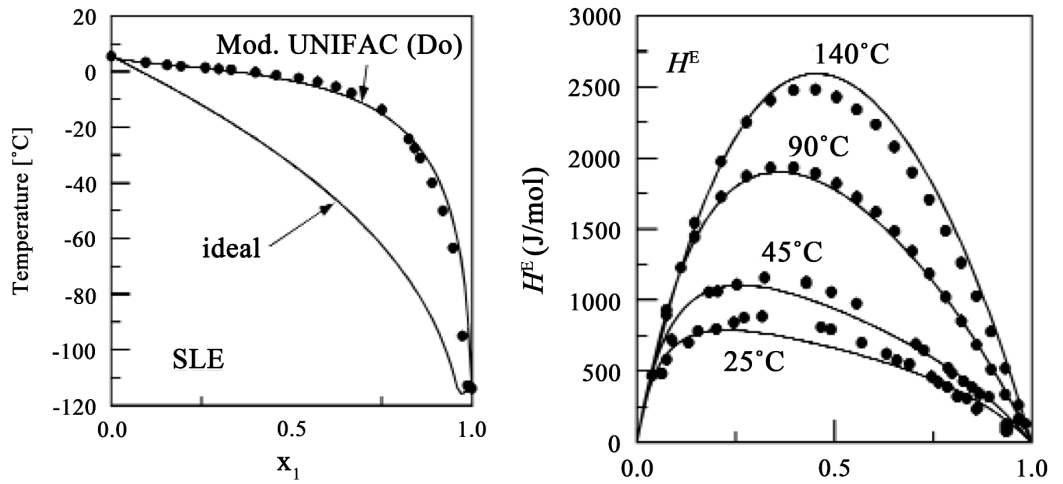 20
0
-20
-40
-60
-80
-100
-120
Temperature [˚C]
Mod. UNIFAC (Do)
ideal
SLE
0.0
0.5
1.0
x₁
3000
2500
2000
1500
1000
500
0
Hᴱ (J/mol)
Hᴱ
140˚C
90˚C
45˚C
25˚C
0.0
0.5
1.0